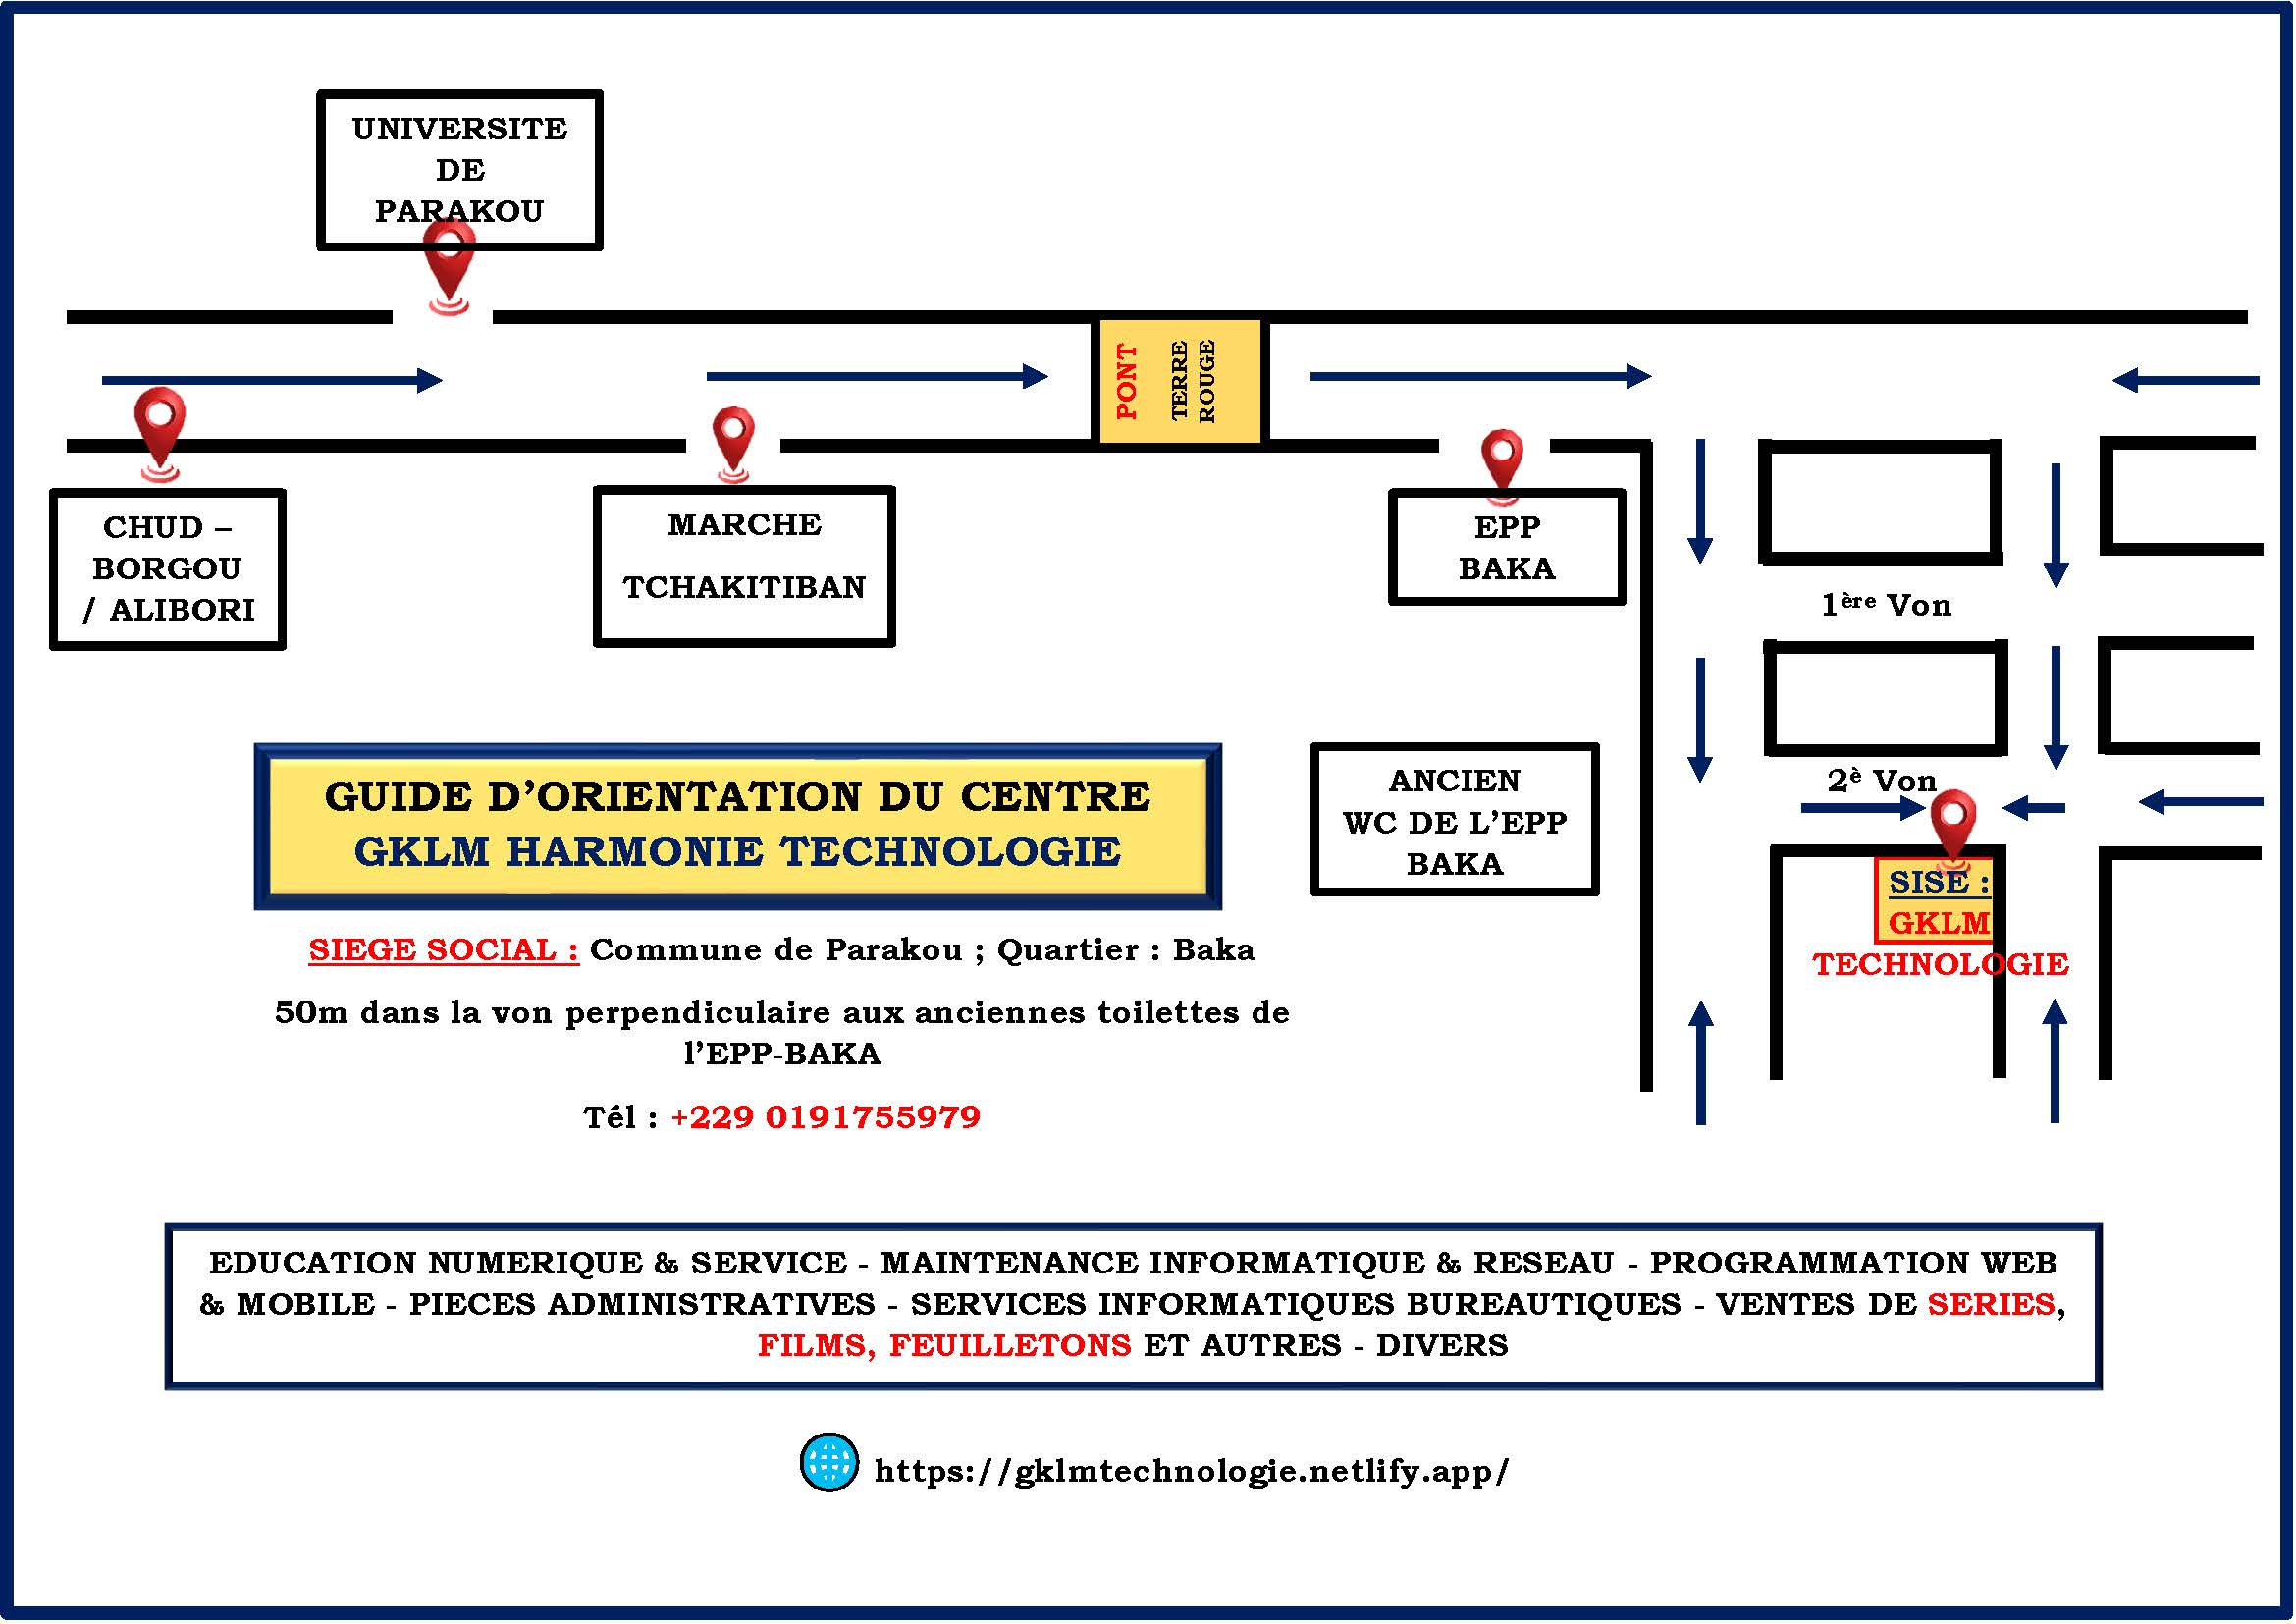 UNIVERSITE
DE
PARAKOU
PONT
TERRE
ROUGE
CHUD –
BORGOU
/ ALIBORI
MARCHE
TCHAKITIBAN
EPP
BAKA
1ère Von
2è Von
GUIDE D’ORIENTATION DU CENTRE
GKLM HARMONIE TECHNOLOGIE
ANCIEN
WC DE L’EPP
BAKA
SISE :
GKLM
TECHNOLOGIE
SIEGE SOCIAL : Commune de Parakou ; Quartier : Baka
50m dans la von perpendiculaire aux anciennes toilettes de
l’EPP-BAKA
Tél : +229 0191755979
EDUCATION NUMERIQUE & SERVICE - MAINTENANCE INFORMATIQUE & RESEAU - PROGRAMMATION WEB
& MOBILE - PIECES ADMINISTRATIVES - SERVICES INFORMATIQUES BUREAUTIQUES - VENTES DE SERIES,
FILMS, FEUILLETONS ET AUTRES - DIVERS
https://gklmtechnologie.netlify.app/